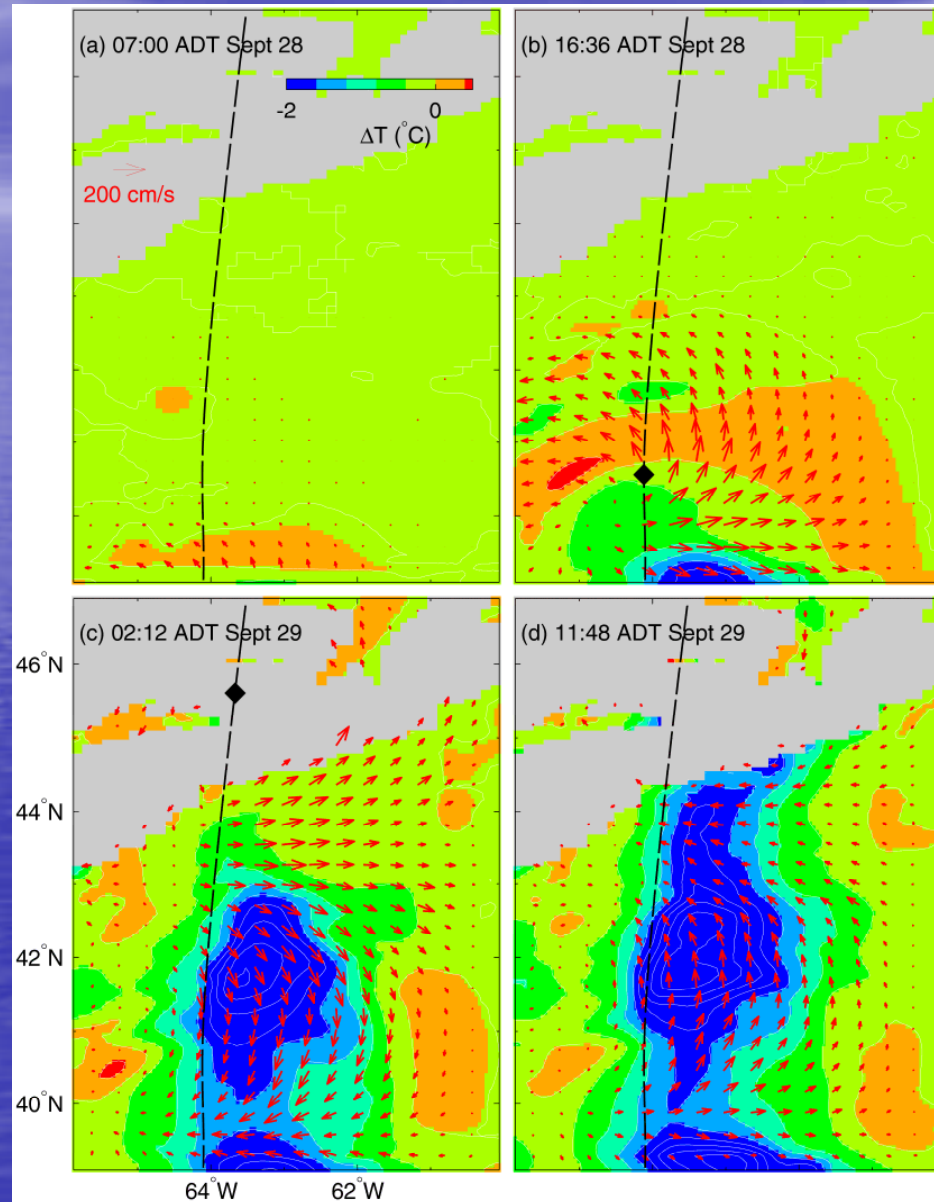 (a) 07:00 ADT Sept 28
-2 0
ΔT (°C)
200 cm/s
(b) 16:36 ADT Sept 28
(c) 02:12 ADT Sept 29
46°N
44°N
42°N
40°N
64°W 62°W
(d) 11:48 ADT Sept 29